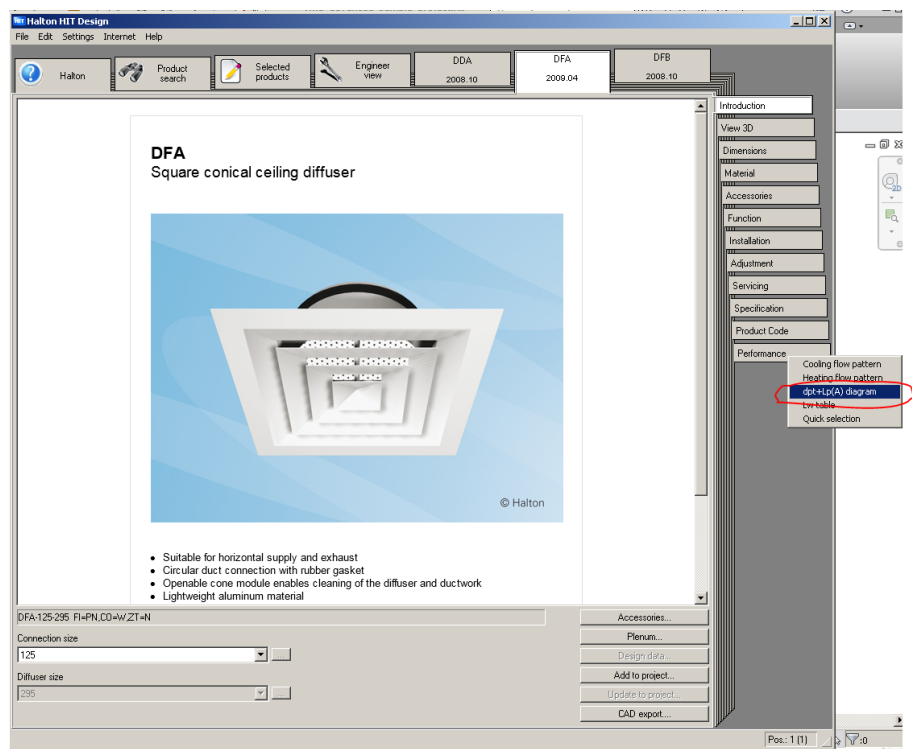 Halton HIT Design
File Edit Settings Internet Help
Halton
Product search
Selected products
Engineer view
DDA
2008.10
DFA
2009.04
DFB
2008.10
Introduction
View 3D
Dimensions
Material
Accessories
Function
Installation
Adjustment
Servicing
Specification
Product Code
Performance
Cooling flow pattern
Heating flow pattern
dpt+Lp(A) diagram
Lw table
Quick selection
DFA
Square conical ceiling diffuser
© Halton
• Suitable for horizontal supply and exhaust
• Circular duct connection with rubber gasket
• Openable cone module enables cleaning of the diffuser and ductwork
• Lightweight aluminum material
DFA-125-295 FI=PN,CO=W,ZT=N
Connection size
125
...
Diffuser size
295
...
Accessories...
Plenum...
Design data...
Add to project...
Update to project...
CAD export....
Pos.: 1 (1)
2D
:0